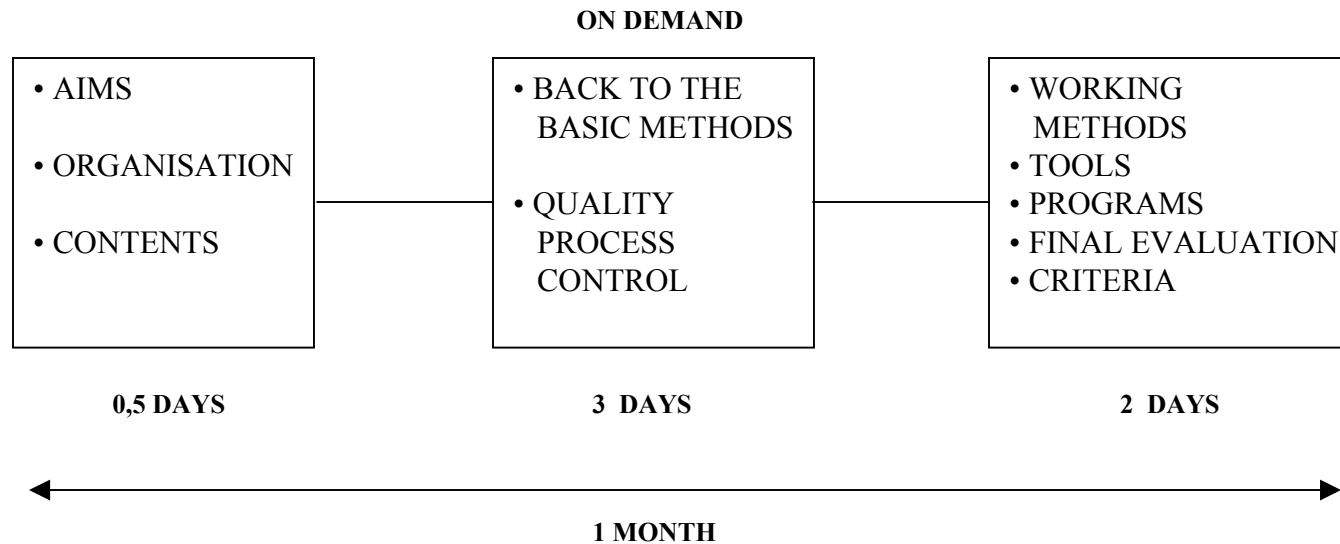 ON DEMAND
• AIMS
• ORGANISATION
• CONTENTS
• BACK TO THE
BASIC METHODS
• QUALITY
PROCESS
CONTROL
• WORKING
METHODS
• TOOLS
• PROGRAMS
• FINAL EVALUATION
• CRITERIA
0,5 DAYS
3 DAYS
2 DAYS
1 MONTH